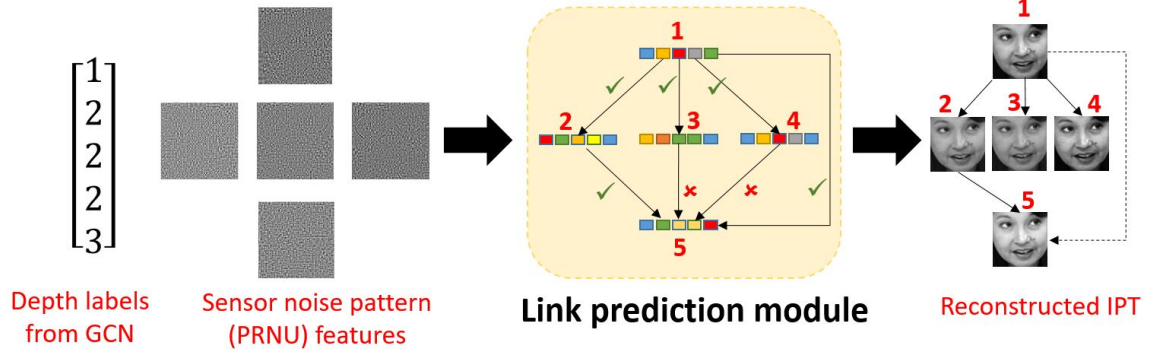 1
2
2
2
3
Depth labels
from GCN
Sensor noise pattern
(PRNU) features
1
✓ ✓ ✓
2 3 4
✓ ✗ ✗ ✓
5
Link prediction module
1
2 3 4
5
Reconstructed IPT